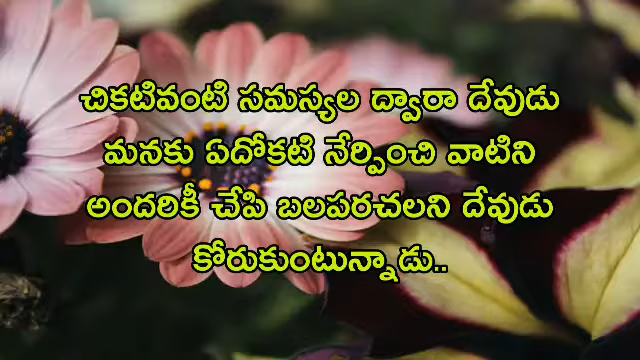 చికటివంటి సమస్యల ద్వారా దేవుడు
మనకు ఏదోకటి నేర్పించి వాటిని
అందరికీ చేపి బలపరచలని దేవుడు
కోరుకుంటున్నాడు..